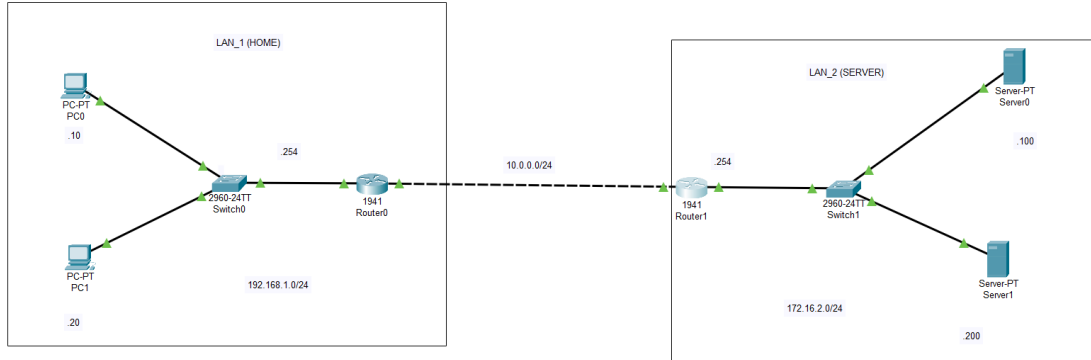 LAN_1 (HOME)
PC-PT
PC0
.10
.254
2960-24TT
Switch0
1941
Router0
PC-PT
PC1
.20
192.168.1.0/24
10.0.0.0/24
LAN_2 (SERVER)
Server-PT
Server0
.100
.254
1941
Router1
2960-24TT
Switch1
Server-PT
Server1
172.16.2.0/24
.200